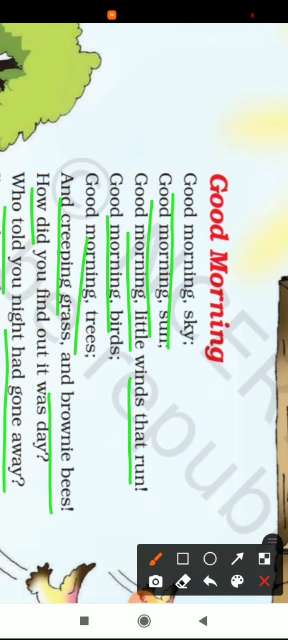 Good Morning
Good morning, sky;
Good morning, sun;
Good morning, little winds that run!
Good morning, birds;
Good morning, trees;
And creeping grass, and brownie bees!
How did you find out it was day?
Who told you night had gone away?